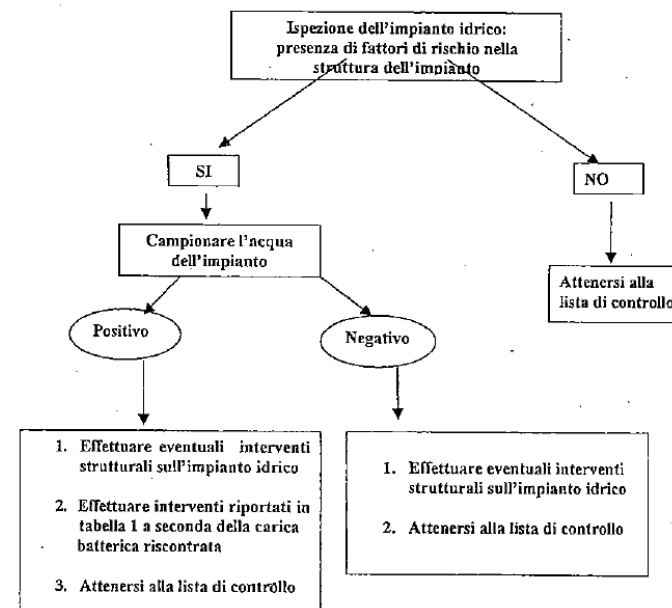 Ispezione dell'impianto idrico:
presenza di fattori di rischio nella
struttura dell'impianto
SI
NO
Campionare l'acqua
dell'impianto
Attenersi alla
lista di controllo
Positivo
Negativo
1. Effettuare eventuali interventi
strutturali sull'impianto idrico
2. Effettuare interventi riportati in
tabella 1 a seconda della carica
batterica riscontrata
3. Attenersi alla lista di controllo
1. Effettuare eventuali interventi
strutturali sull'impianto idrico
2. Attenersi alla lista di controllo